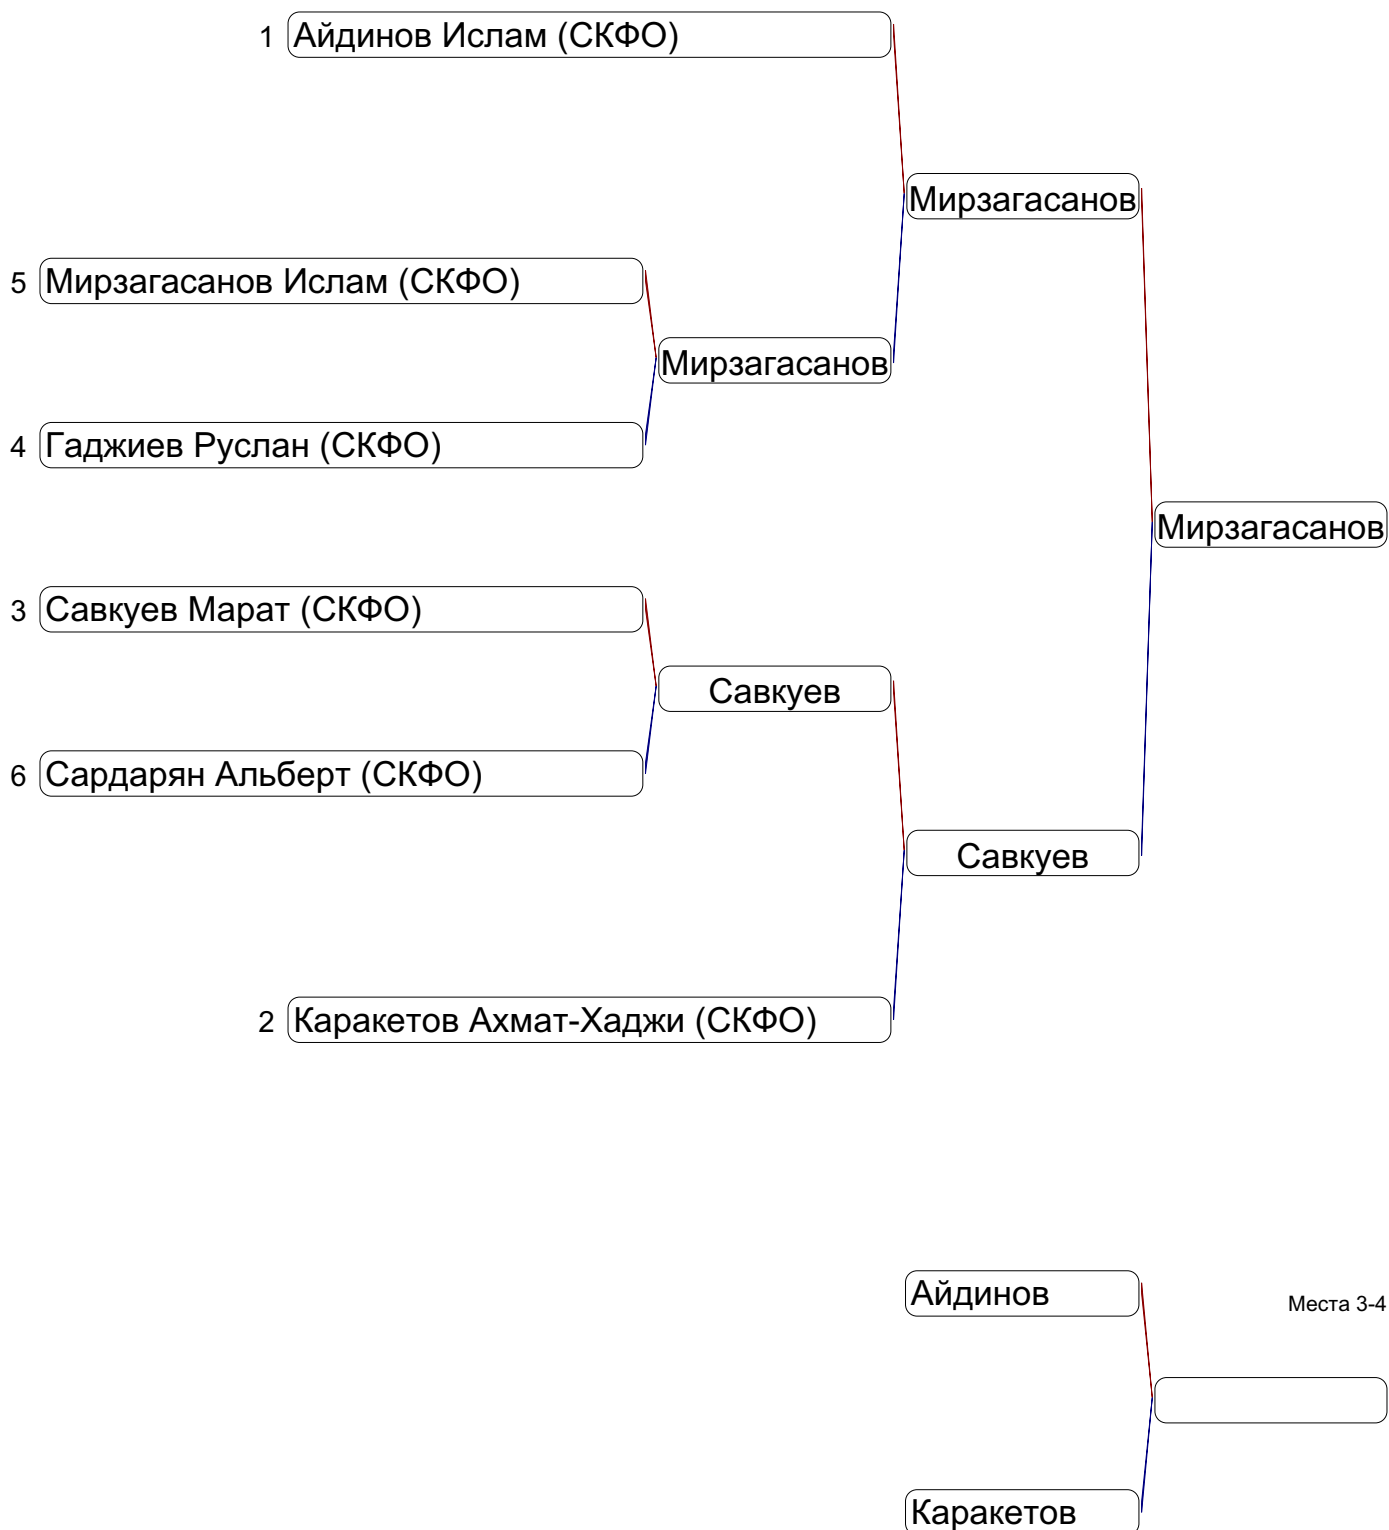 1 Айдинов Ислам (СКФО)
Мирзагасанов
5 Мирзагасанов Ислам (СКФО)
Мирзагасанов
4 Гаджиев Руслан (СКФО)
Мирзагасанов
3 Савкуев Марат (СКФО)
Савкуев
6 Сардарян Альберт (СКФО)
Савкуев
2 Каракетов Ахмат-Хаджи (СКФО)
Айдинов
Места 3-4
Каракетов